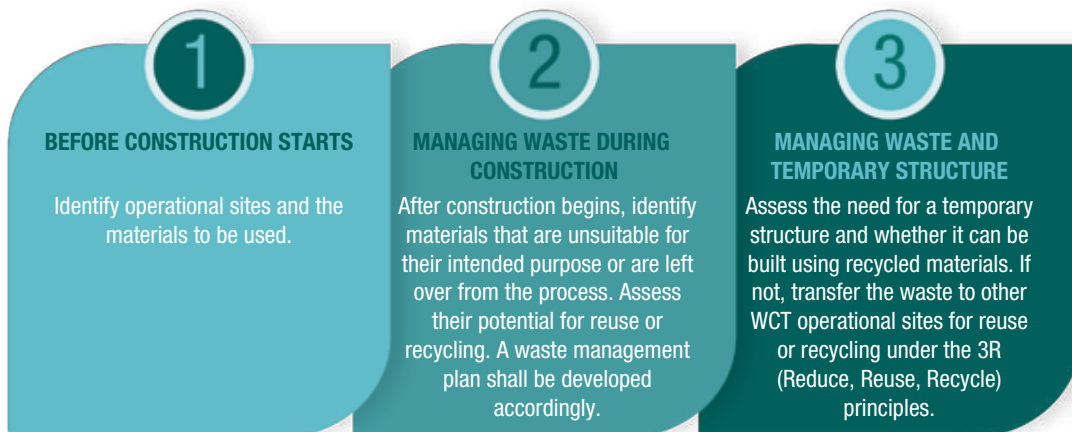 1
BEFORE CONSTRUCTION STARTS
Identify operational sites and the
materials to be used.
2
MANAGING WASTE DURING
CONSTRUCTION
After construction begins, identify
materials that are unsuitable for
their intended purpose or are left
over from the process. Assess
their potential for reuse or
recycling. A waste management
plan shall be developed
accordingly.
3
MANAGING WASTE AND
TEMPORARY STRUCTURE
Assess the need for a temporary
structure and whether it can be
built using recycled materials. If
not, transfer the waste to other
WCT operational sites for reuse
or recycling under the 3R
(Reduce, Reuse, Recycle)
principles.